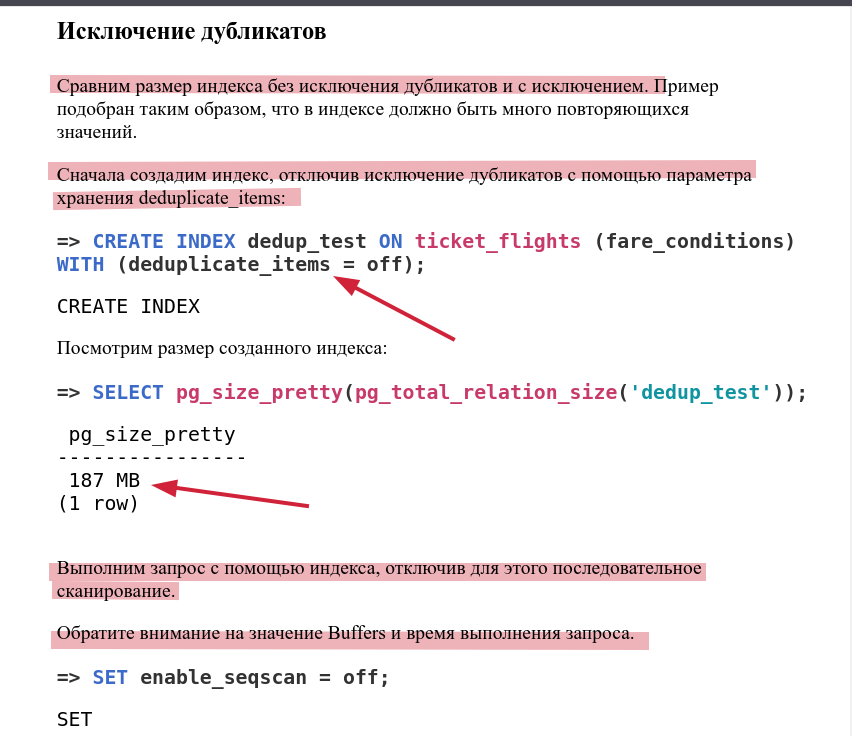 Исключение дубликатов
Сравним размер индекса без исключения дубликатов и с исключением. Пример
подобран таким образом, что в индексе должно быть много повторяющихся
значений.
Сначала создадим индекс, отключив исключение дубликатов с помощью параметра
хранения deduplicate_items:
=> CREATE INDEX dedup_test ON ticket_flights (fare_conditions)
WITH (deduplicate_items = off);
CREATE INDEX
Посмотрим размер созданного индекса:
=> SELECT pg_size_pretty(pg_total_relation_size('dedup_test'));
pg_size_pretty
----------------
187 MB
(1 row)
Выполним запрос с помощью индекса, отключив для этого последовательное
сканирование.
Обратите внимание на значение Buffers и время выполнения запроса.
=> SET enable_seqscan = off;
SET